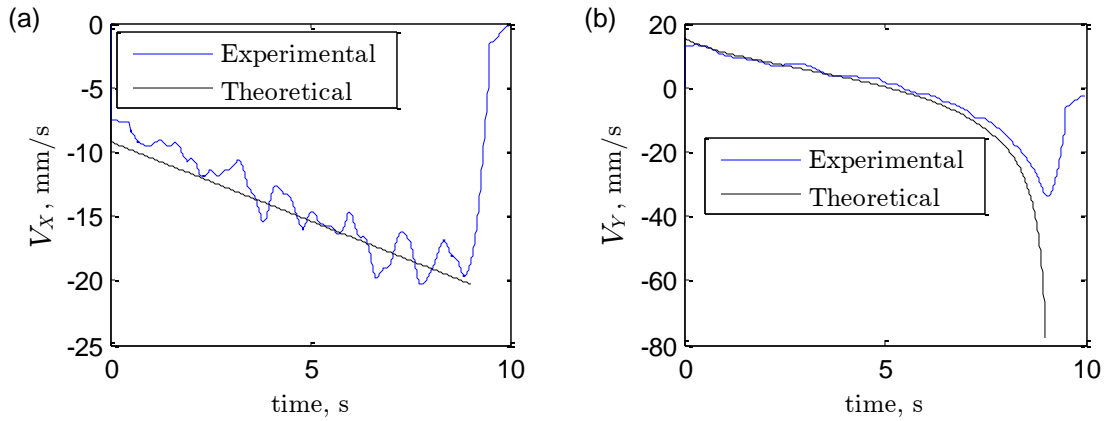 (a)
0
-5
-10
-15
-20
-25
V_X, mm/s
Experimental
Theoretical
0
5
10
time, s
(b)
20
0
-20
-40
-60
-80
V_Y, mm/s
Experimental
Theoretical
0
5
10
time, s